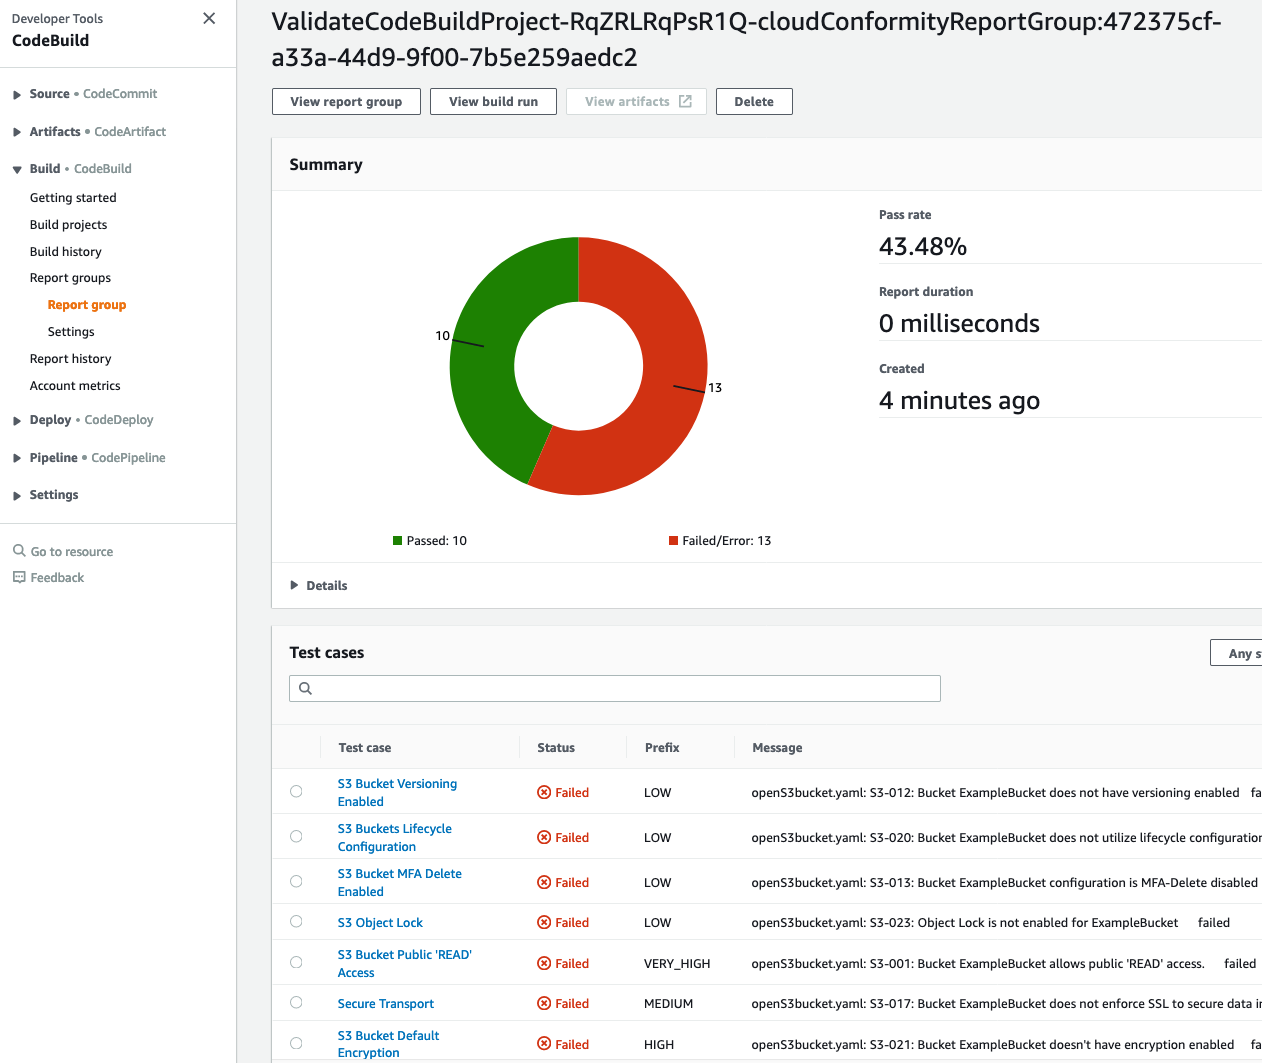 Developer Tools
CodeBuild
Source • CodeCommit
Artifacts • CodeArtifact
Build • CodeBuild
Getting started
Build projects
Build history
Report groups
Report group
Settings
Report history
Account metrics
Deploy • CodeDeploy
Pipeline • CodePipeline
Settings
Go to resource
Feedback
ValidateCodeBuildProject-RqZRLRqPsR1Q-cloudConformityReportGroup:472375cf-
a33a-44d9-9f00-7b5e259aedc2
View report group View build run View artifacts Delete
Summary
10
13
Passed: 10 Failed/Error: 13
Pass rate
43.48%
Report duration
0 milliseconds
Created
4 minutes ago
Details
Test cases
Any s
Test case Status Prefix Message
S3 Bucket Versioning
Enabled
Failed LOW openS3bucket.yaml: S3-012: Bucket ExampleBucket does not have versioning enabled fa
S3 Buckets Lifecycle
Configuration
Failed LOW openS3bucket.yaml: S3-020: Bucket ExampleBucket does not utilize lifecycle configuration
S3 Bucket MFA Delete
Enabled
Failed LOW openS3bucket.yaml: S3-013: Bucket ExampleBucket configuration is MFA-Delete disabled
S3 Object Lock Failed LOW openS3bucket.yaml: S3-023: Object Lock is not enabled for ExampleBucket failed
S3 Bucket Public 'READ'
Access
Failed VERY_HIGH openS3bucket.yaml: S3-001: Bucket ExampleBucket allows public 'READ' access. failed
Secure Transport Failed MEDIUM openS3bucket.yaml: S3-017: Bucket ExampleBucket does not enforce SSL to secure data in
S3 Bucket Default
Encryption
Failed HIGH openS3bucket.yaml: S3-021: Bucket ExampleBucket doesn't have encryption enabled fa